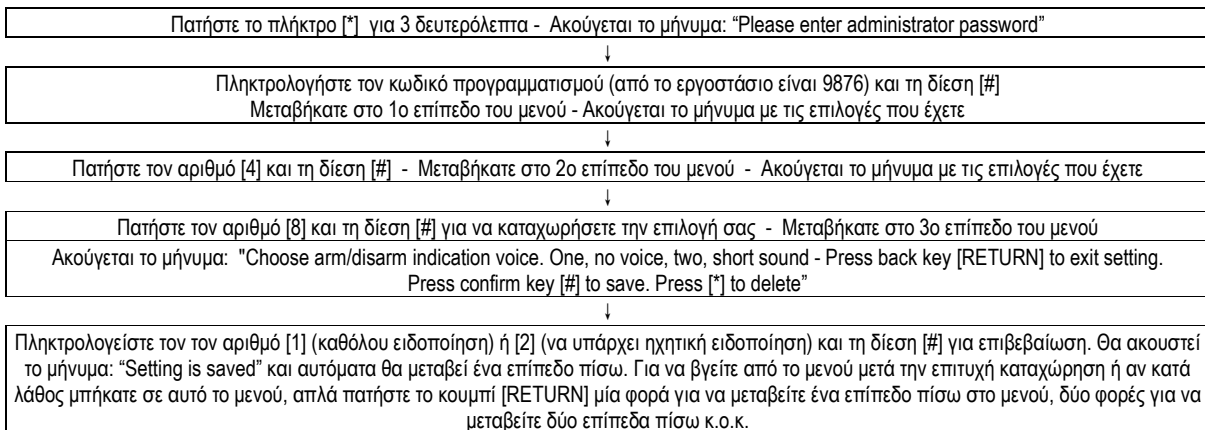 Πατήστε το πλήκτρο [*] για 3 δευτερόλεπτα - Ακούγεται το μήνυμα: “Please enter administrator password”
↓
Πληκτρολογήστε τον κωδικό προγραμματισμού (από το εργοστάσιο είναι 9876) και τη δίεση [#]
Μεταβήκατε στο 1ο επίπεδο του μενού - Ακούγεται το μήνυμα με τις επιλογές που έχετε
↓
Πατήστε τον αριθμό [4] και τη δίεση [#] - Μεταβήκατε στο 2ο επίπεδο του μενού - Ακούγεται το μήνυμα με τις επιλογές που έχετε
↓
Πατήστε τον αριθμό [8] και τη δίεση [#] για να καταχωρήσετε την επιλογή σας - Μεταβήκατε στο 3ο επίπεδο του μενού
Ακούγεται το μήνυμα: "Choose arm/disarm indication voice. One, no voice, two, short sound - Press back key [RETURN] to exit setting.
Press confirm key [#] to save. Press [*] to delete”
↓
Πληκτρολογείστε τον τον αριθμό [1] (καθόλου ειδοποίηση) ή [2] (να υπάρχει ηχητική ειδοποίηση) και τη δίεση [#] για επιβεβαίωση. Θα ακουστεί
το μήνυμα: “Setting is saved” και αυτόματα θα μεταβεί ένα επίπεδο πίσω. Για να βγείτε από το μενού μετά την επιτυχή καταχώρηση ή αν κατά
λάθος μπήκατε σε αυτό το μενού, απλά πατήστε το κουμπί [RETURN] μία φορά για να μεταβείτε ένα επίπεδο πίσω στο μενού, δύο φορές για να
μεταβείτε δύο επίπεδα πίσω κ.ο.κ.